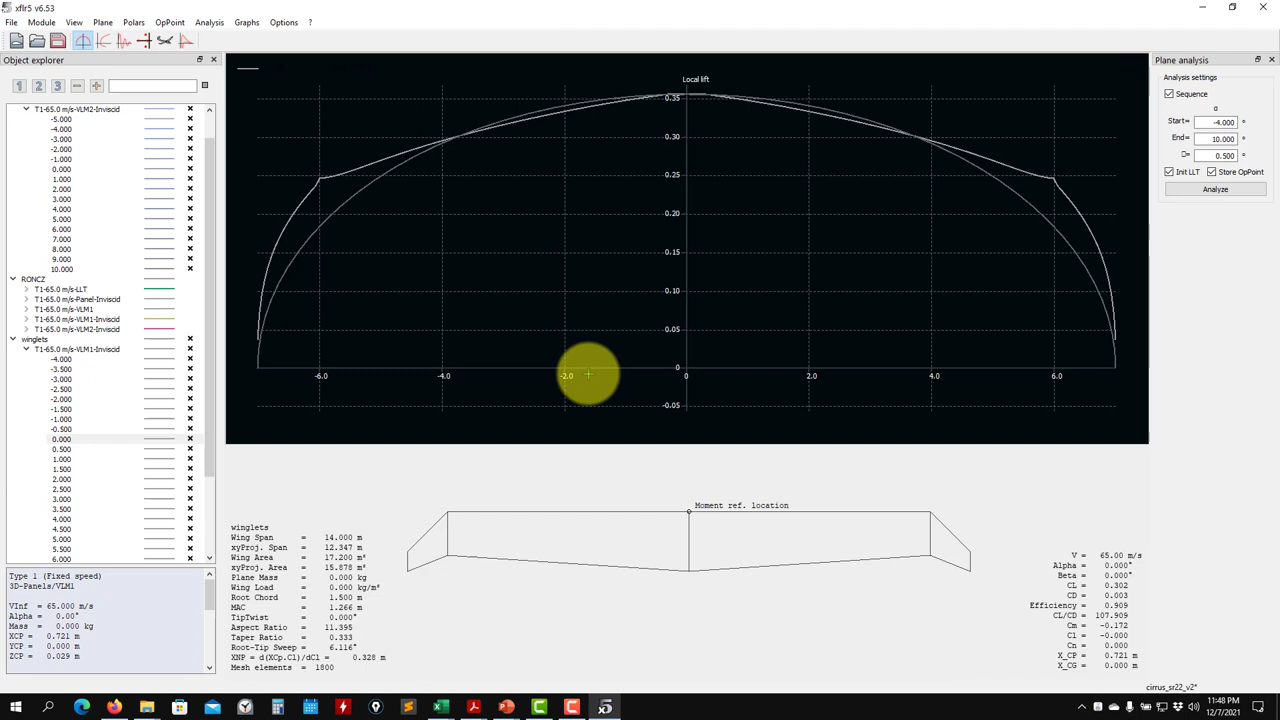 xflr5 v6.53
File Module View Plane Polars OpPoint Analysis Graphs Options ?
Object explorer
1 2 3
T1-65.0 m/s-VLM2-Inviscid
-5.000
-4.000
-3.000
-2.000
-1.000
0.000
1.000
2.000
3.000
4.000
5.000
6.000
7.000
8.000
9.000
10.000
RONCZ
T1-65.0 m/s-LLT
T1-65.0 m/s-Panel-Inviscid
T1-65.0 m/s-VLM1
T1-65.0 m/s-VLM1-Inviscid
T1-65.0 m/s-VLM2-Inviscid
winglets
T1-65.0 m/s-VLM1-Inviscid
-4.000
-3.500
-3.000
-2.500
-2.000
-1.500
-1.000
-0.500
0.000
0.500
1.000
1.500
2.000
2.500
3.000
3.500
4.000
4.500
5.000
5.500
6.000
Type 1 (Fixed speed)
3D-Panels/VLM1
VInf = 65.000 m/s
Alpha = 0.00°
Mass = 0.000 kg
XCP = 0.721 m
YCP = 0.000 m
ZCP = 0.029 m
Local lift
0.35
0.30
0.25
0.20
0.15
0.10
0.05
0
-0.05
-6.0 -4.0 -2.0 0 2.0 4.0 6.0
Moment ref. location
winglets
Wing Span = 14.000 m
xyProj. Span = 12.347 m
Wing Area = 17.200 m²
xyProj. Area = 15.878 m²
Plane Mass = 0.000 kg
Wing Load = 0.000 kg/m²
Root Chord = 1.500 m
MAC = 1.266 m
TipTwist = 0.000°
Aspect Ratio = 11.395
Taper Ratio = 0.333
Root-Tip Sweep = 6.116°
XNP = d(XCp.Cl)/dCl = 0.328 m
Mesh elements = 1800
V = 65.00 m/s
Alpha = 0.000°
Beta = 0.000°
CL = 0.302
CD = 0.003
Efficiency = 0.909
CL/CD = 107.909
Cm = -0.172
Cl = -0.000
Cn = 0.000
X_CP = 0.721 m
X_CG = 0.000 m
Plane analysis
Analysis settings
Sequence
α
Start= -4.000 °
End= 10.000 °
= 0.500 °
Init LLT Store OpPoint
Analyze
cirrus_sr22_v2*
11:48 PM
12/7/2021